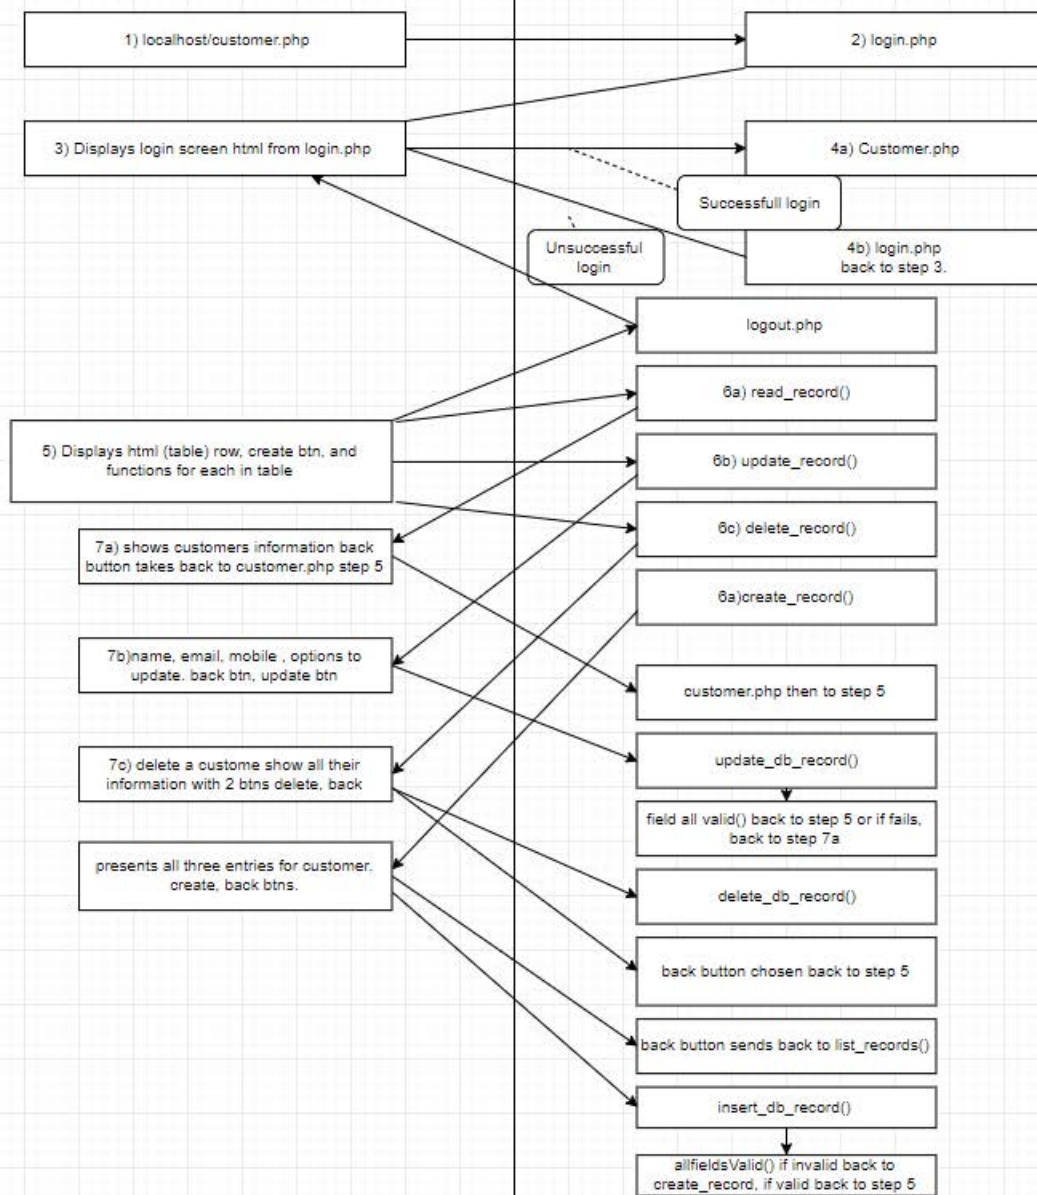 1) localhost/customer.php
2) login.php
3) Displays login screen html from login.php
4a) Customer.php
Successfull login
Unsuccessful
login
4b) login.php
back to step 3.
logout.php
6a) read_record()
5) Displays html (table) row, create btn, and
functions for each in table
6b) update_record()
6c) delete_record()
7a) shows customers information back
button takes back to customer.php step 5
6a)create_record()
7b)name, email, mobile , options to
update. back btn, update btn
customer.php then to step 5
7c) delete a custome show all their
information with 2 btns delete, back
update_db_record()
field all valid() back to step 5 or if fails,
back to step 7a
presents all three entries for customer.
create, back btns.
delete_db_record()
back button chosen back to step 5
back button sends back to list_records()
insert_db_record()
allfieldsValid() if invalid back to
create_record, if valid back to step 5